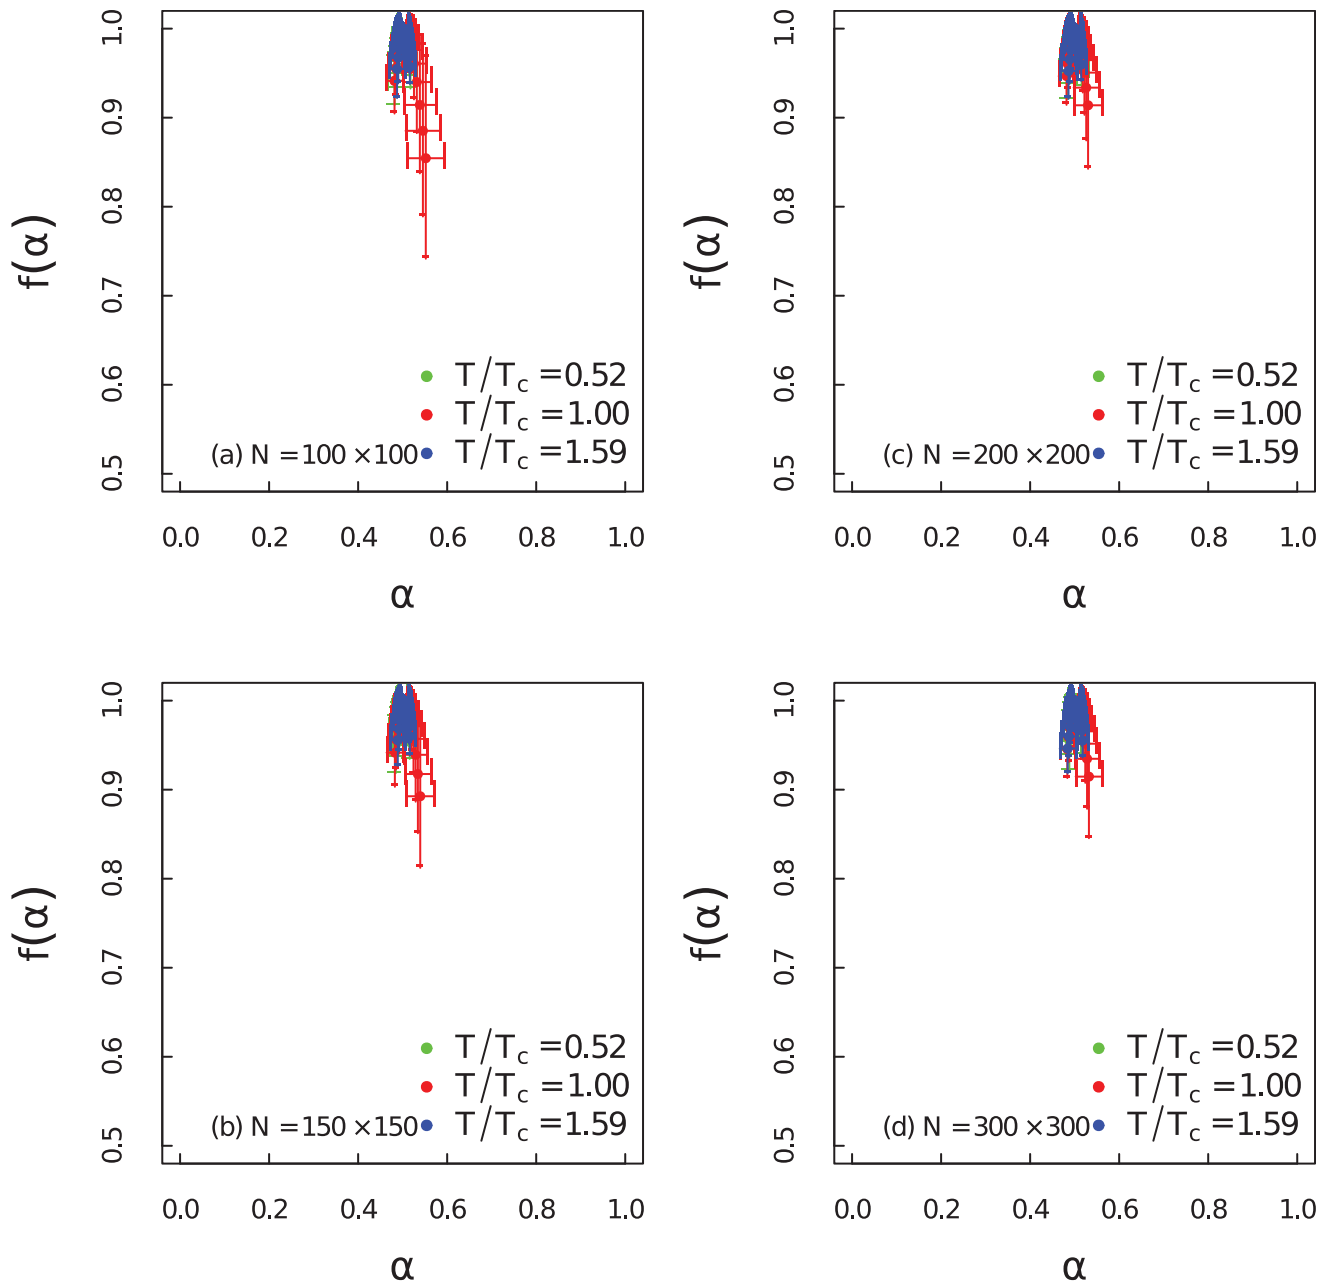 f(α)
1.0
0.9
0.8
0.7
0.6
0.5
T/Tc =0.52
T/Tc =1.00
(a) N =100 ×100 T/Tc =1.59
0.0 0.2 0.4 0.6 0.8 1.0
α
f(α)
1.0
0.9
0.8
0.7
0.6
0.5
T/Tc =0.52
T/Tc =1.00
(c) N =200 ×200 T/Tc =1.59
0.0 0.2 0.4 0.6 0.8 1.0
α
f(α)
1.0
0.9
0.8
0.7
0.6
0.5
T/Tc =0.52
T/Tc =1.00
(b) N =150 ×150 T/Tc =1.59
0.0 0.2 0.4 0.6 0.8 1.0
α
f(α)
1.0
0.9
0.8
0.7
0.6
0.5
T/Tc =0.52
T/Tc =1.00
(d) N =300 ×300 T/Tc =1.59
0.0 0.2 0.4 0.6 0.8 1.0
α